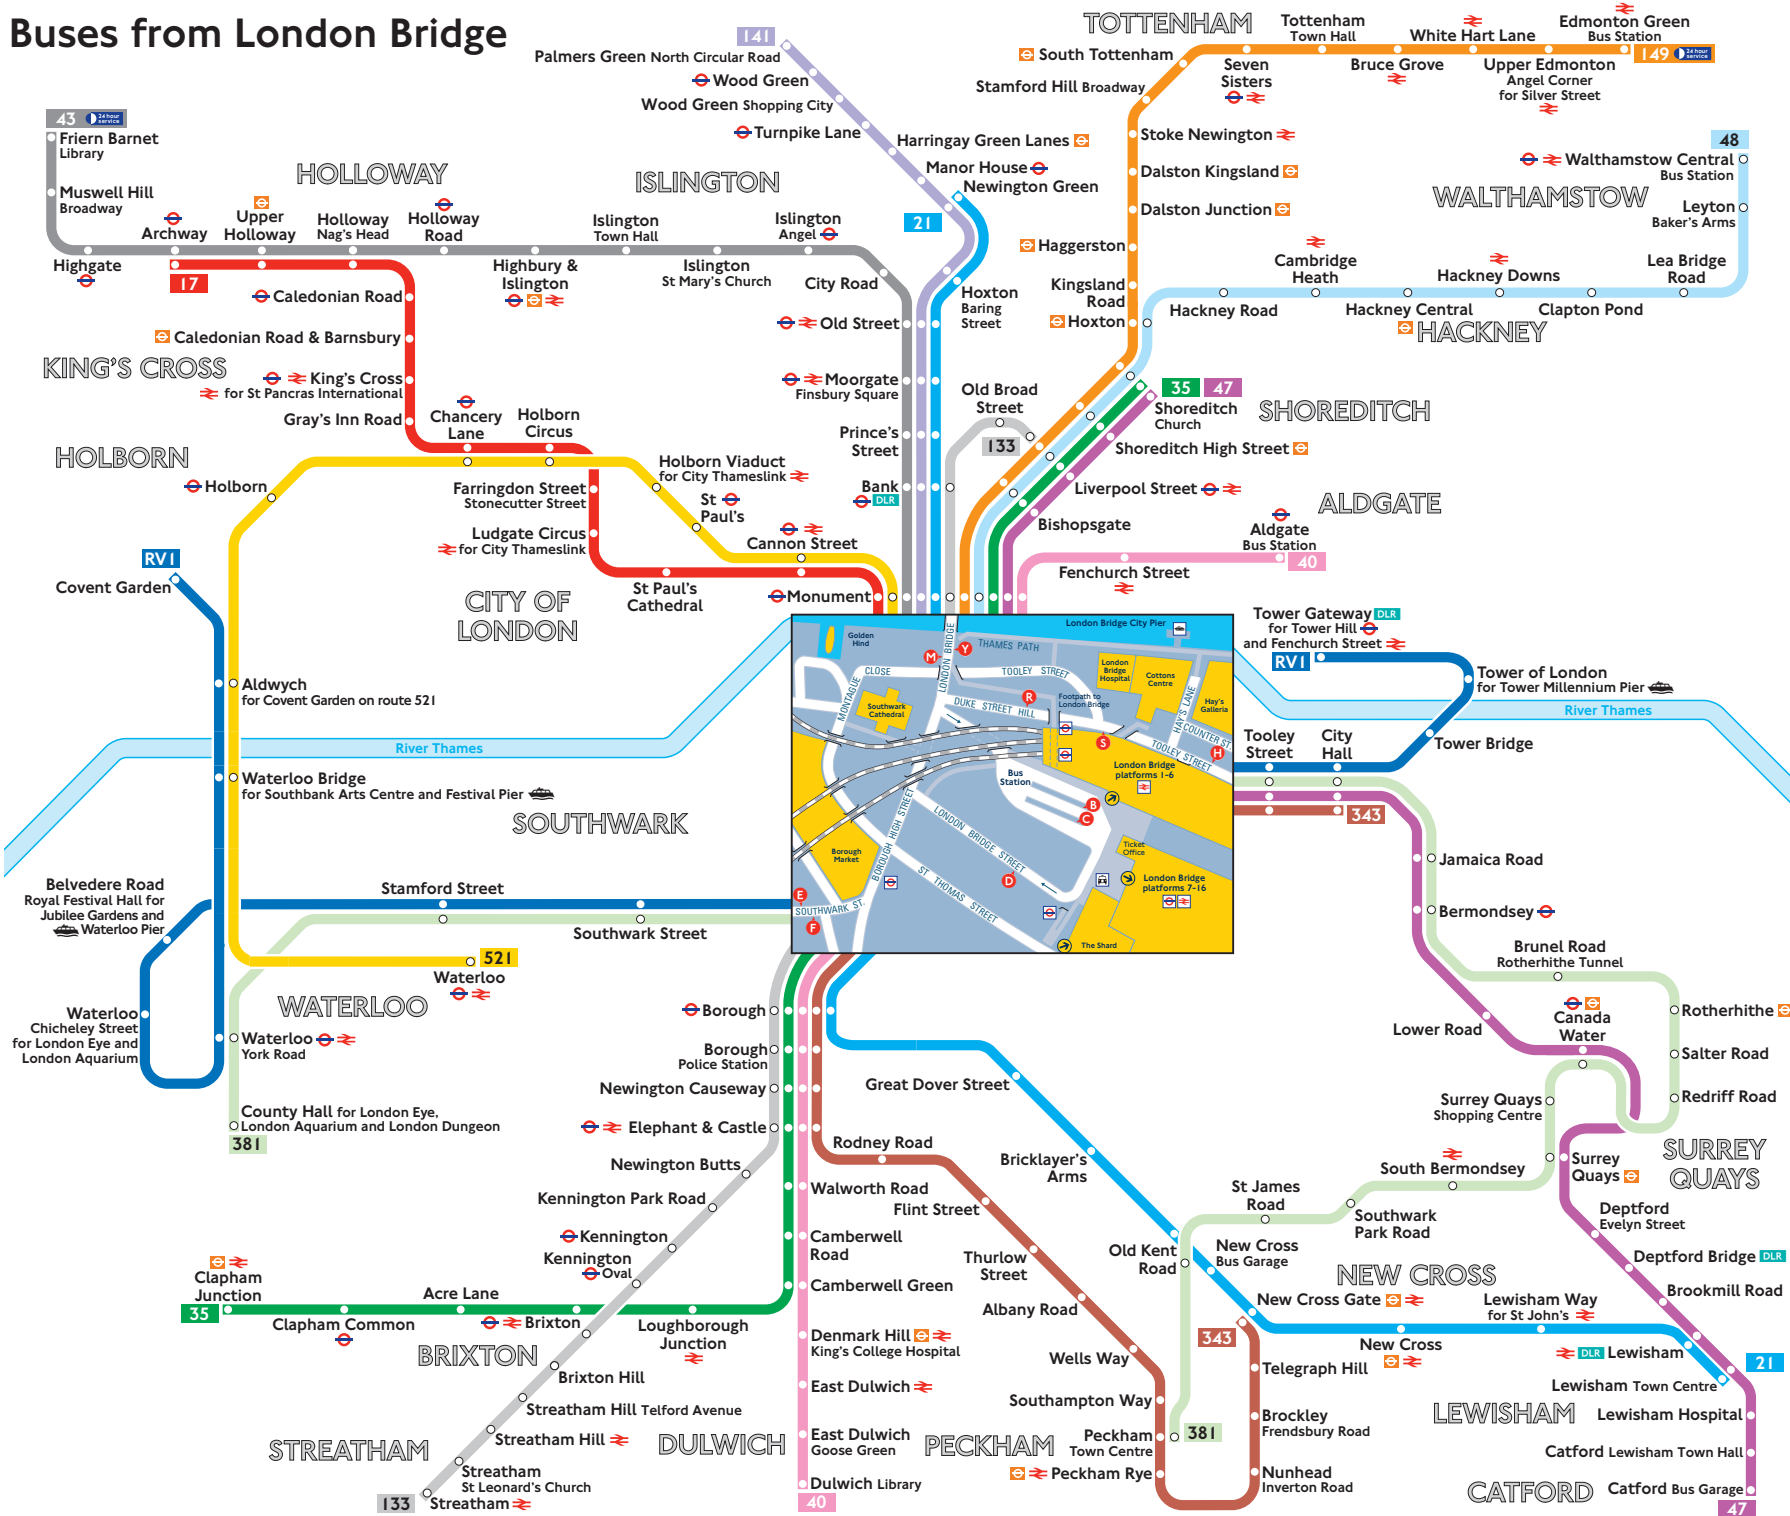 Buses from London Bridge
141
Palmers Green North Circular Road
Wood Green
Wood Green Shopping City
Turnpike Lane
Harringay Green Lanes
Manor House
Newington Green
21
TOTTENHAM
South Tottenham
Stamford Hill Broadway
Seven
Sisters
Tottenham
Town Hall
Bruce Grove
White Hart Lane
Upper Edmonton
Angel Corner
for Silver Street
Edmonton Green
Bus Station
149
24 hour
service
Stoke Newington
Dalston Kingsland
Dalston Junction
Haggerston
Kingsland
Road
Hoxton
48
Walthamstow Central
Bus Station
WALTHAMSTOW
Leyton
Baker's Arms
Lea Bridge
Road
Clapton Pond
Hackney Downs
Hackney Central
HACKNEY
Cambridge
Heath
Hackney Road
43
24 hour
service
Friern Barnet
Library
Muswell Hill
Broadway
Highgate
Archway
17
HOLLOWAY
Upper
Holloway
Holloway
Nag's Head
Holloway
Road
Highbury &
Islington
ISLINGTON
Islington
Town Hall
Islington
St Mary's Church
Islington
Angel
City Road
Hoxton
Baring
Street
Old Street
Moorgate
Finsbury Square
Prince's
Street
Bank
DLR
Caledonian Road
Caledonian Road & Barnsbury
KING'S CROSS
King's Cross
for St Pancras International
Gray's Inn Road
Chancery
Lane
Holborn
Circus
HOLBORN
Holborn
Farringdon Street
Stonecutter Street
Ludgate Circus
for City Thameslink
Holborn Viaduct
for City Thameslink
St
Paul's
Cannon Street
St Paul's
Cathedral
Monument
CITY OF
LONDON
Old Broad
Street
133
35
47
Shoreditch
Church
SHOREDITCH
Shoreditch High Street
Liverpool Street
Bishopsgate
ALDGATE
Aldgate
Bus Station
40
Fenchurch Street
RV1
Covent Garden
Aldwych
for Covent Garden on route 521
River Thames
Waterloo Bridge
for Southbank Arts Centre and Festival Pier
SOUTHWARK
Belvedere Road
Royal Festival Hall for
Jubilee Gardens and
Waterloo Pier
Stamford Street
Southwark Street
521
Waterloo
WATERLOO
Waterloo
Chicheley Street
for London Eye and
London Aquarium
Waterloo
York Road
County Hall for London Eye,
London Aquarium and London Dungeon
381
Golden
Hind
London Bridge City Pier
LONDON BRIDGE
M
Y
THAMES PATH
CLOSE
MONTAGUE
TOOLEY STREET
Southwark
Cathedral
DUKE STREET HILL
R
Footpath to
London Bridge
London
Bridge
Hospital
Cottons
Centre
HAY'S LANE
Hay's
Galleria
COUNTER ST.
S
TOOLEY STREET
H
London Bridge
platforms 1-6
Bus
Station
B
C
LONDON BRIDGE STREET
BOROUGH HIGH STREET
Borough
Market
ST THOMAS STREET
D
Ticket
Office
London Bridge
platforms 7-16
The Shard
E
SOUTHWARK ST.
F
Tower Gateway DLR
for Tower Hill
and Fenchurch Street
RV1
Tower of London
for Tower Millennium Pier
River Thames
Tower Bridge
Tooley
Street
City
Hall
343
Jamaica Road
Bermondsey
Brunel Road
Rotherhithe Tunnel
Rotherhithe
Canada
Water
Lower Road
Salter Road
Redriff Road
Surrey Quays
Shopping Centre
SURREY
QUAYS
Surrey
Quays
South Bermondsey
Southwark
Park Road
St James
Road
Deptford
Evelyn Street
Deptford Bridge DLR
Brookmill Road
Borough
Borough
Police Station
Newington Causeway
Elephant & Castle
Newington Butts
Kennington Park Road
Kennington
Kennington
Oval
Great Dover Street
Bricklayer's
Arms
Rodney Road
Walworth Road
Flint Street
Camberwell
Road
Thurlow
Street
Camberwell Green
Albany Road
Old Kent
Road
New Cross
Bus Garage
NEW CROSS
New Cross Gate
New Cross
Lewisham Way
for St John's
DLR Lewisham
21
Lewisham Town Centre
LEWISHAM
Lewisham Hospital
Catford Lewisham Town Hall
CATFORD
Catford Bus Garage
47
Clapham
Junction
35
Clapham Common
Acre Lane
Brixton
BRIXTON
Loughborough
Junction
Brixton Hill
Streatham Hill Telford Avenue
Streatham Hill
STREATHAM
Streatham
St Leonard's Church
133
Streatham
Denmark Hill
King's College Hospital
East Dulwich
East Dulwich
Goose Green
DULWICH
Dulwich Library
40
Wells Way
Southampton Way
PECKHAM
Peckham
Town Centre
381
Peckham Rye
343
Telegraph Hill
Brockley
Frendsbury Road
Nunhead
Inverton Road